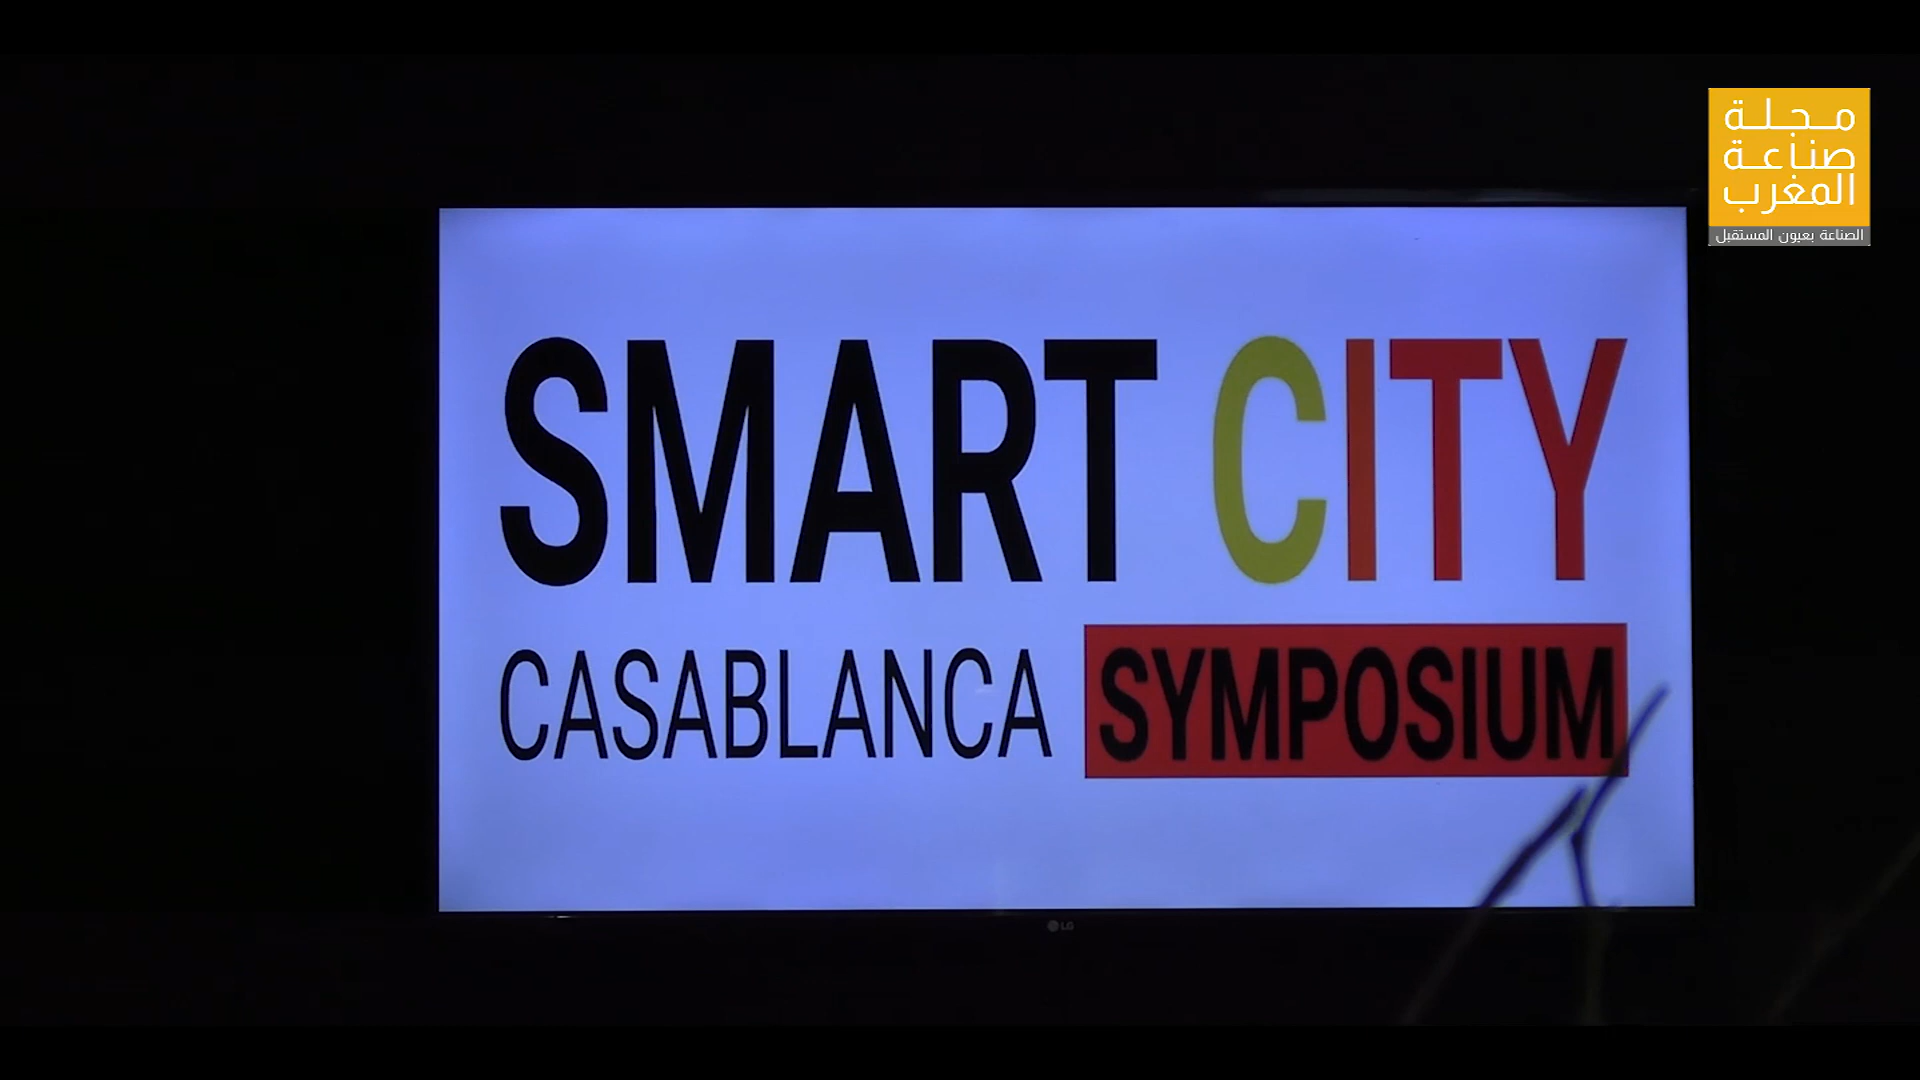 مجلة
صناعة
المغرب
الصناعة بعيون المستقبل
SMART CITY
CASABLANCA SYMPOSIUM
LG